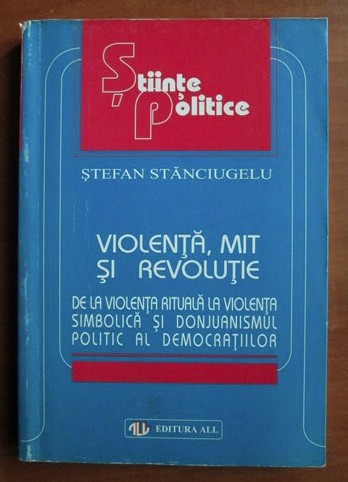 Științe
Politice
ȘTEFAN STĂNCIUGELU
VIOLENȚĂ, MIT
ȘI REVOLUȚIE
DE LA VIOLENȚA RITUALĂ LA VIOLENȚA
SIMBOLICĂ ȘI DONJUANISMUL
POLITIC AL DEMOCRAȚIILOR
ALL EDITURA ALL